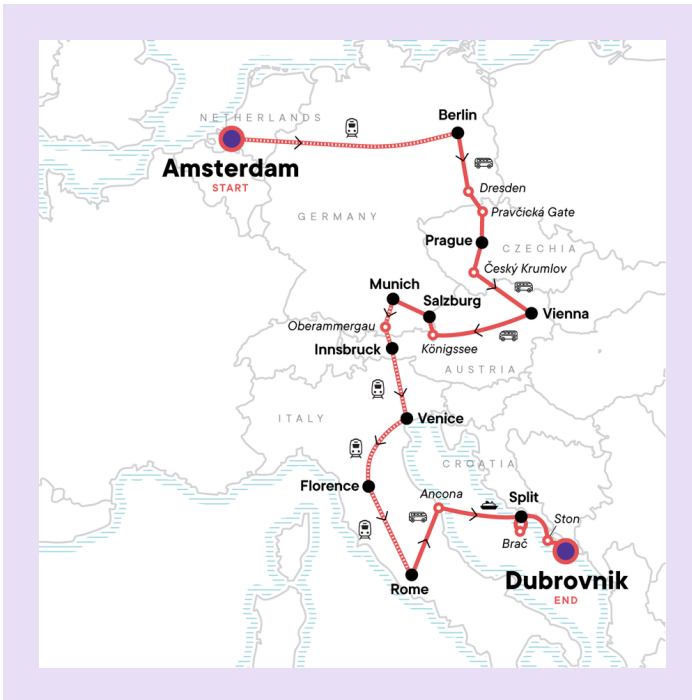 NETHERLANDS
Berlin
Amsterdam
START
Dresden
Pravčická Gate
GERMANY
Prague
CZECHIA
Český Krumlov
Munich
Salzburg
Vienna
Oberammergau
Innsbruck
Königssee
AUSTRIA
ITALY
Venice
CROATIA
Florence
Ancona
Split
Ston
Brač
Rome
Dubrovnik
END